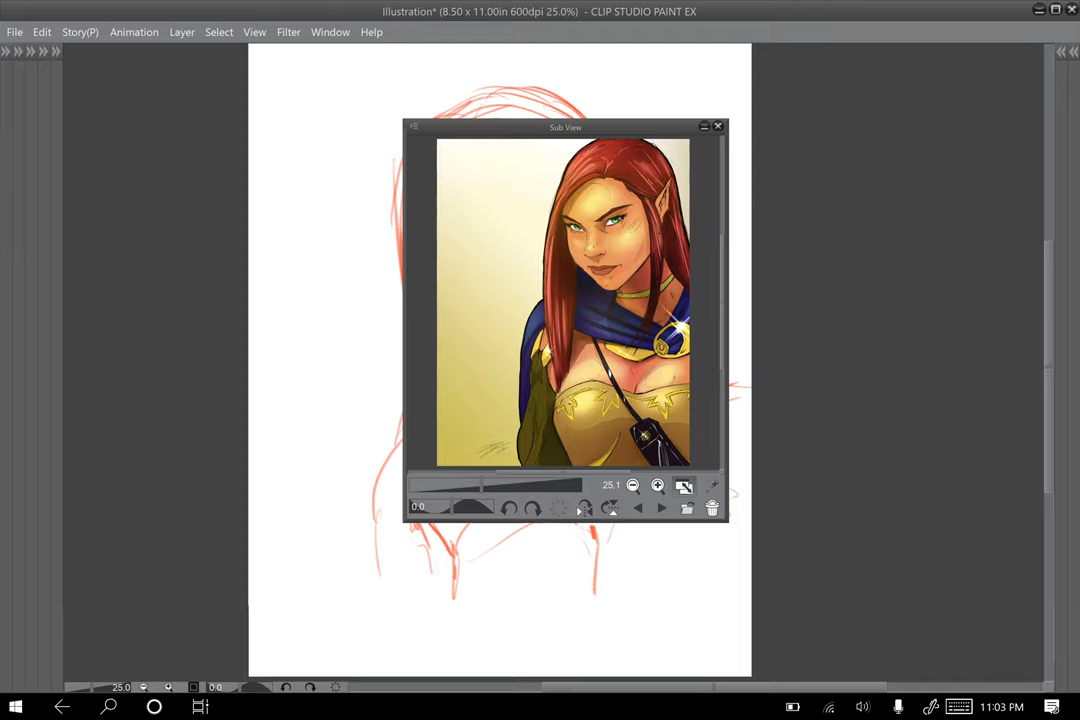 Illustration* (8.50 x 11.00in 600dpi 25.0%)  - CLIP STUDIO PAINT EX
File Edit Story(P) Animation Layer Select View Filter Window Help
Sub View
25.1
0.0
25.0 0.0
11:03 PM